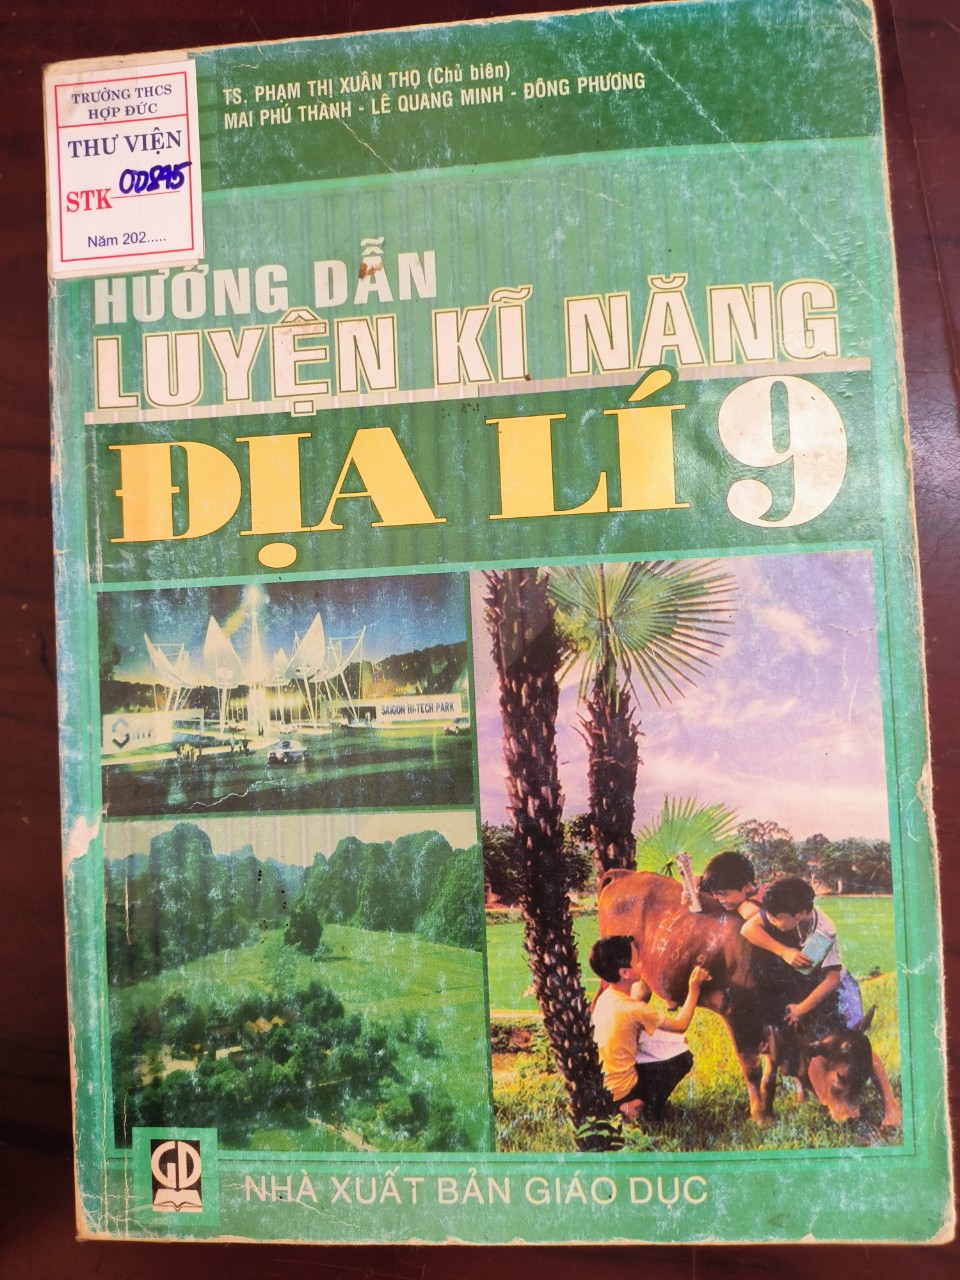 TRƯỜNG THCS
HỢP ĐỨC
THƯ VIỆN
STK 00895
Năm 202.....
TS. PHẠM THỊ XUÂN THỌ (Chủ biên)
MAI PHÚ THANH - LÊ QUANG MINH - ĐÔNG PHƯƠNG
HƯỚNG DẪN
LUYỆN KĨ NĂNG
ĐỊA LÍ 9
SAIGON HI-TECH PARK
GD
NHÀ XUẤT BẢN GIÁO DỤC